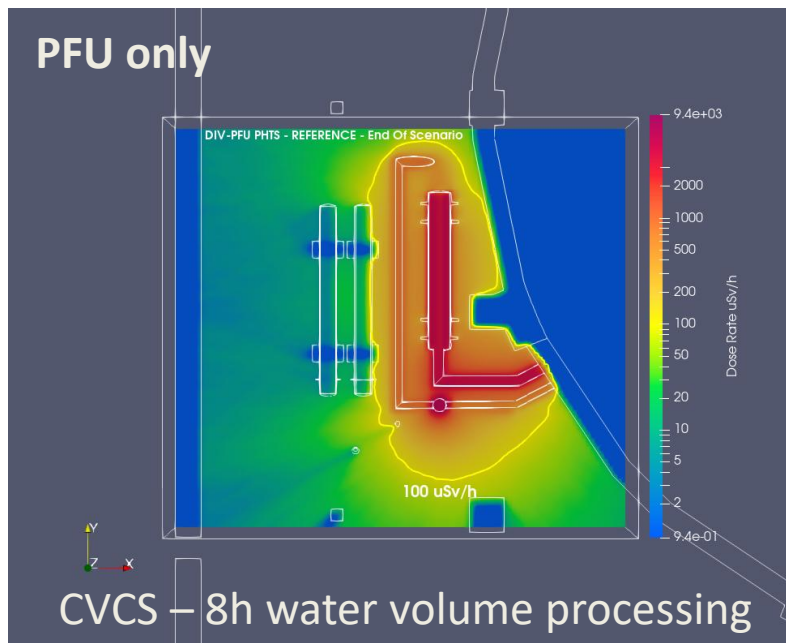 PFU only
DIV-PFU PHTS - REFERENCE - End Of Scenario
9.4e+03
2000
1000
500
200
100
50
20
10
5
2
9.4e-01
Dose Rate uSv/h
100 uSv/h
Y
Z
X
CVCS – 8h water volume processing